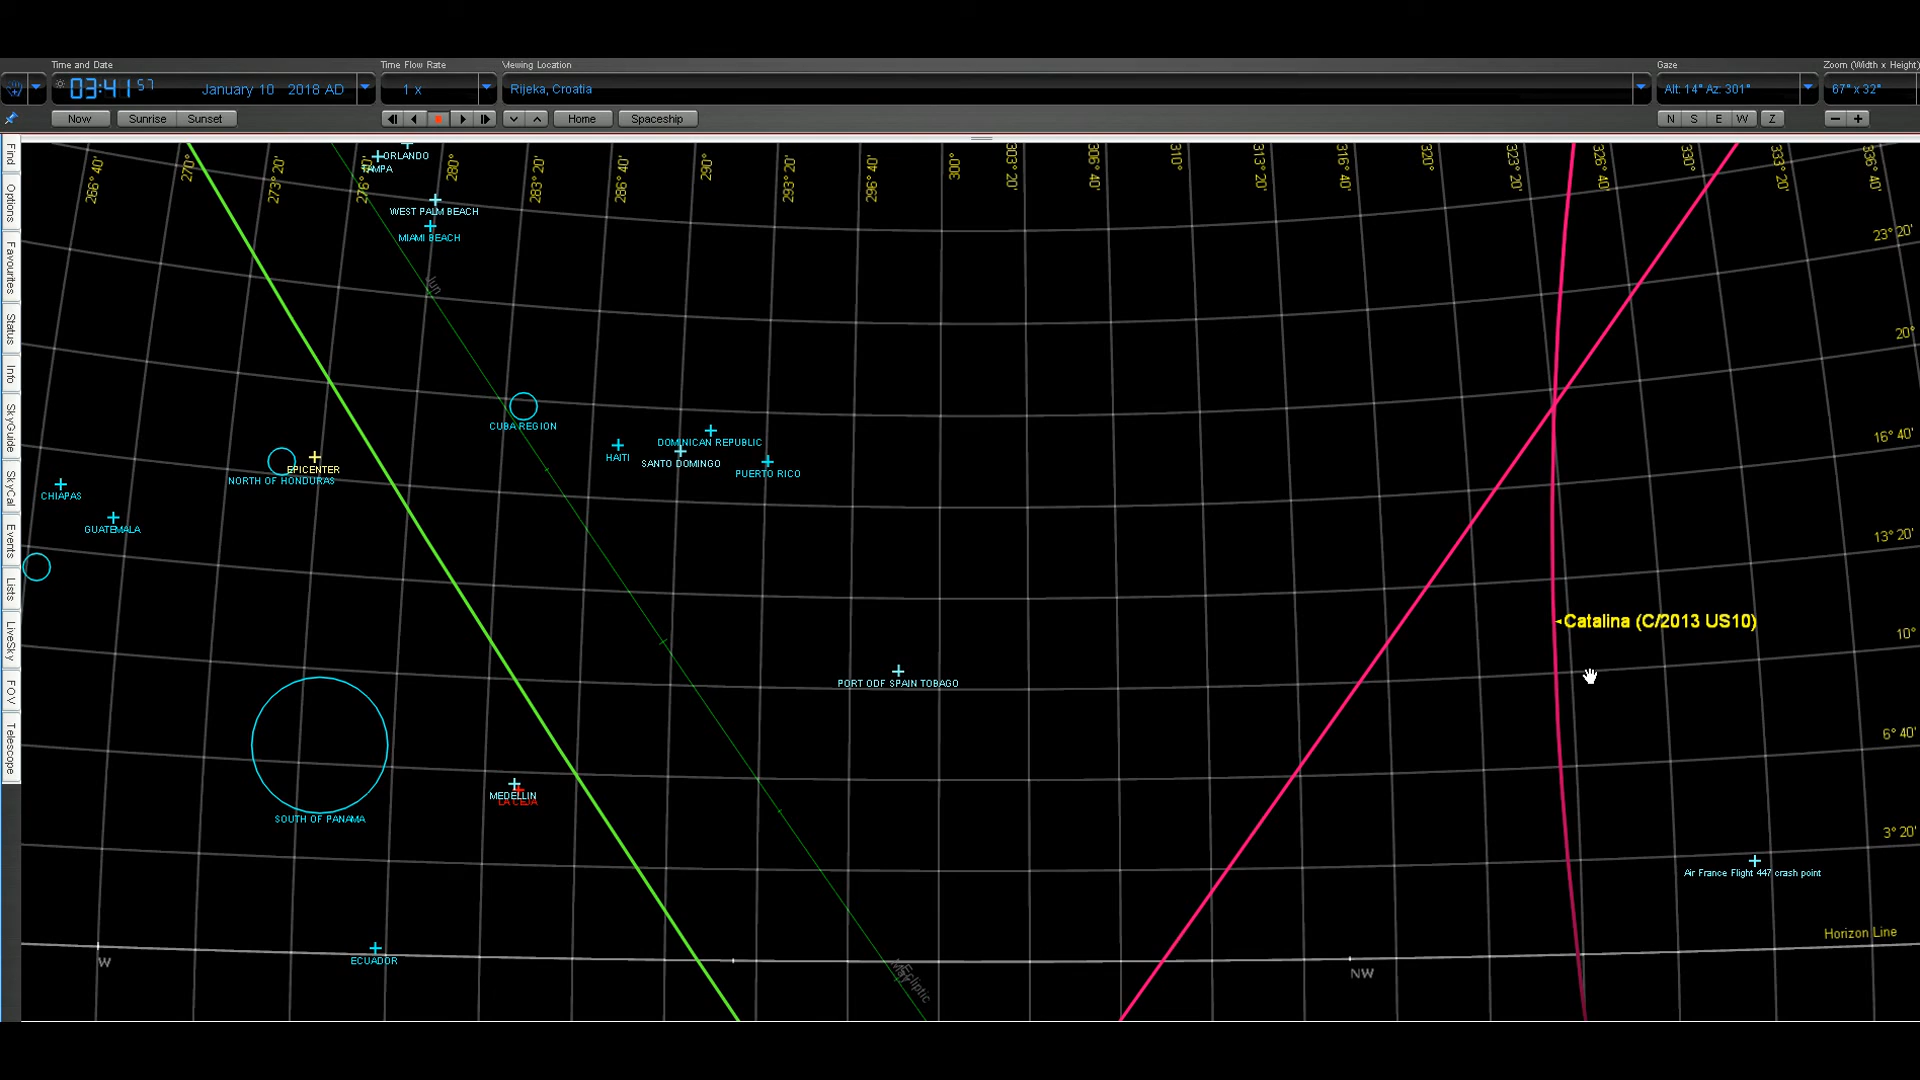 Time and Date
Time Flow Rate
Viewing Location
Gaze
Zoom (Width x Height)
03:41 57
January 10 2018 AD
1 x
Rijeka, Croatia
Alt: 14° Az: 301°
67° x 32°
Now
Sunrise
Sunset
Home
Spaceship
N
S
E
W
Z
Find
Options
Favourites
Status
Info
SkyGuide
SkyCal
Events
Lists
LiveSky
FOV
Telescope
266° 40'
270°
273° 20'
276° 40'
280°
283° 20'
286° 40'
290°
293° 20'
296° 40'
300°
303° 20'
306° 40'
310°
313° 20'
316° 40'
320°
323° 20'
326° 40'
330°
333° 20'
336° 40'
ORLANDO
TAMPA
WEST PALM BEACH
MIAMI BEACH
23° 20'
Jun
20°
CUBA REGION
16° 40'
DOMINICAN REPUBLIC
HAITI
SANTO DOMINGO
PUERTO RICO
EPICENTER
NORTH OF HONDURAS
CHIAPAS
GUATEMALA
13° 20'
Catalina (C/2013 US10)
10°
PORT ODF SPAIN TOBAGO
6° 40'
MEDELLIN
LA CEJA
SOUTH OF PANAMA
3° 20'
Air France Flight 447 crash point
Horizon Line
ECUADOR
W
NW
May
Ecliptic